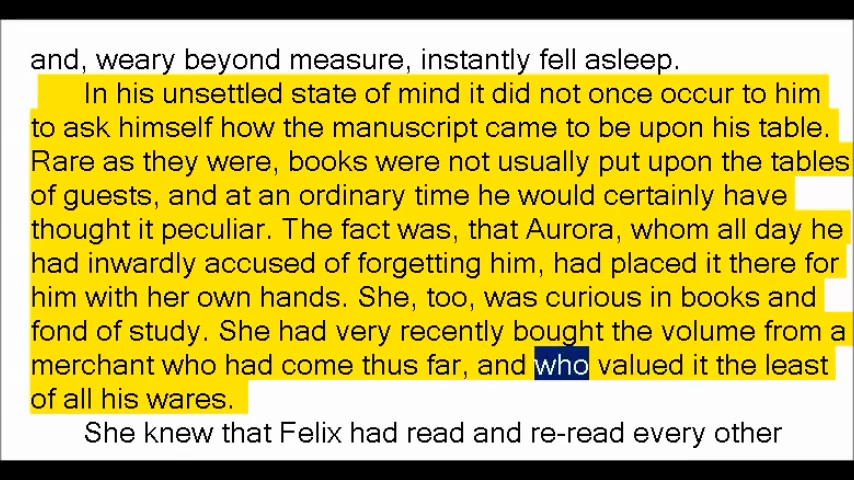 and, weary beyond measure, instantly fell asleep.
In his unsettled state of mind it did not once occur to him
to ask himself how the manuscript came to be upon his table.
Rare as they were, books were not usually put upon the tables
of guests, and at an ordinary time he would certainly have
thought it peculiar. The fact was, that Aurora, whom all day he
had inwardly accused of forgetting him, had placed it there for
him with her own hands. She, too, was curious in books and
fond of study. She had very recently bought the volume from a
merchant who had come thus far, and who valued it the least
of all his wares.
She knew that Felix had read and re-read every other